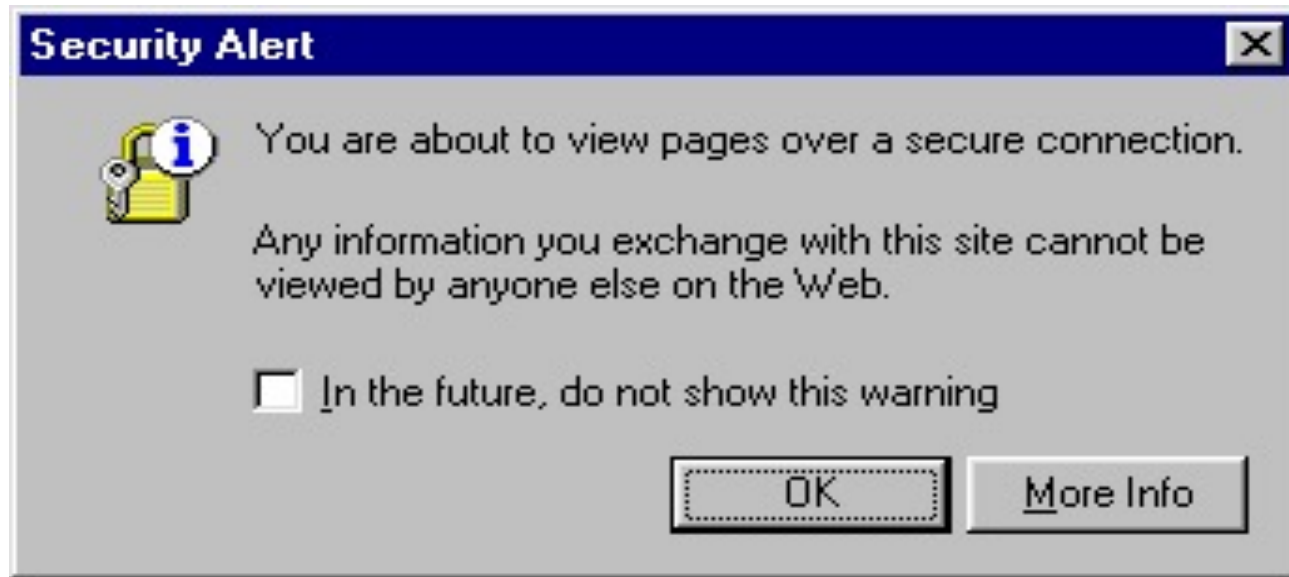 Security Alert
You are about to view pages over a secure connection.
Any information you exchange with this site cannot be
viewed by anyone else on the Web.
In the future, do not show this warning
OK More Info